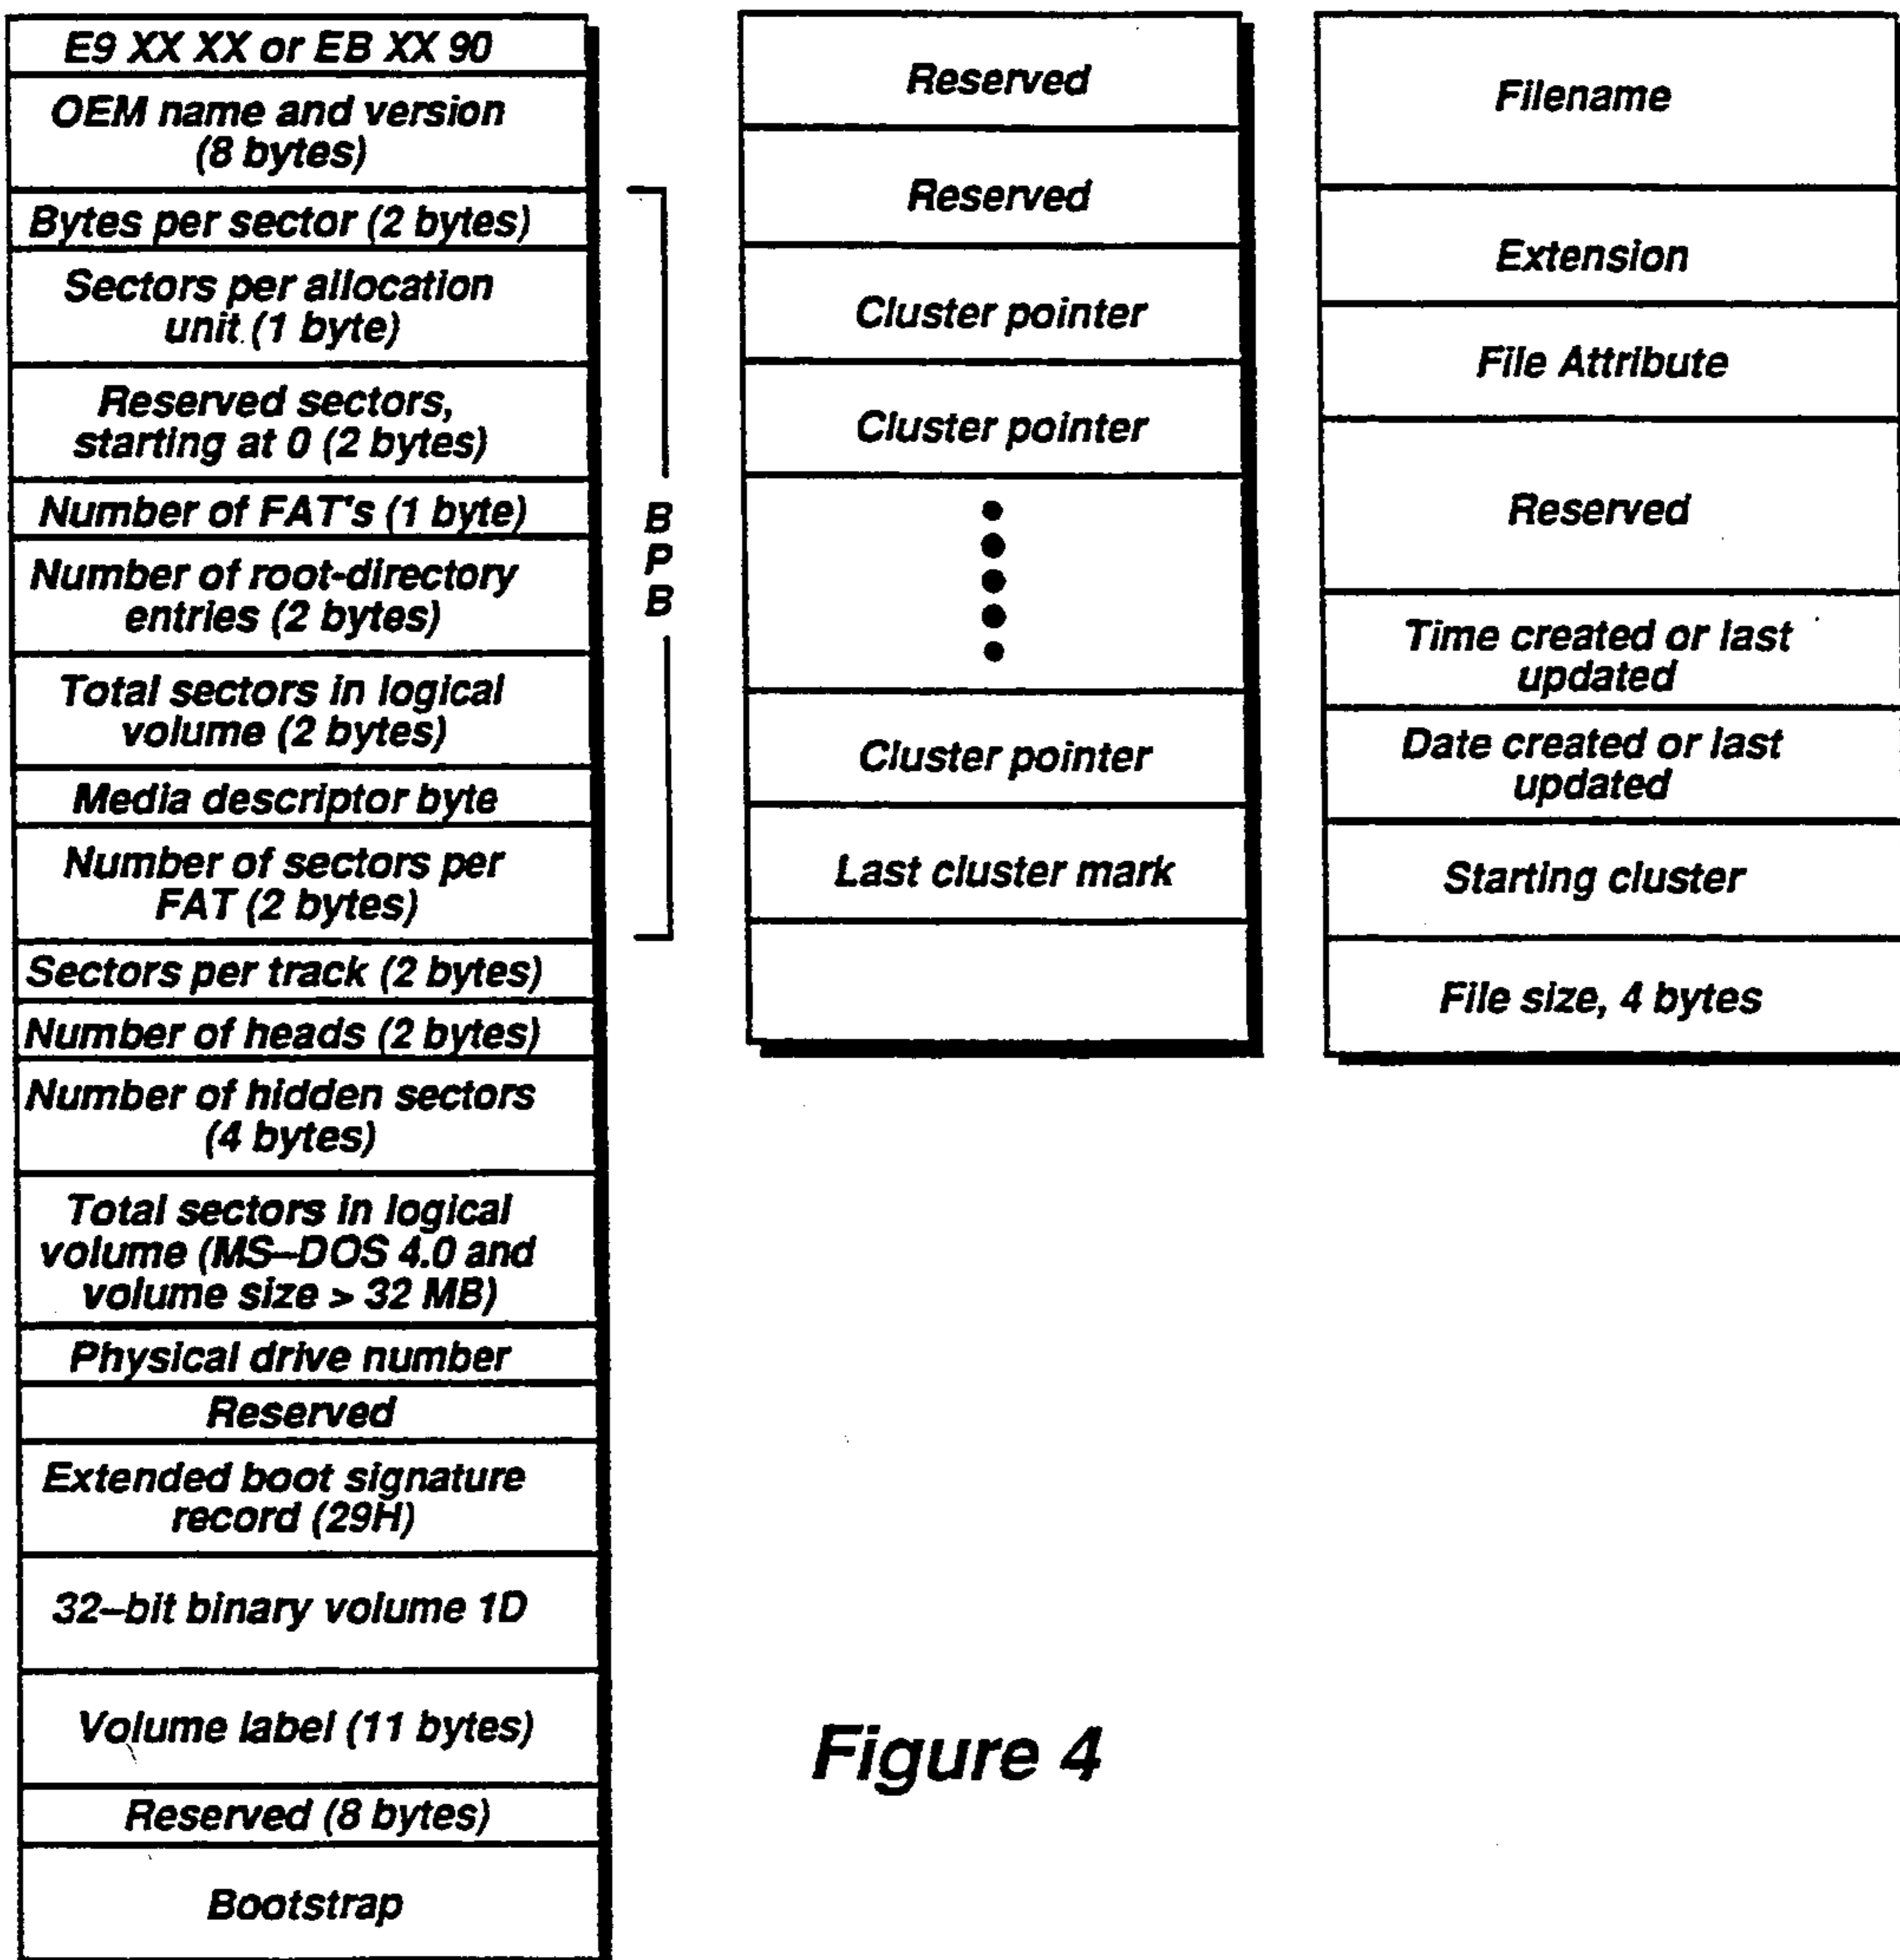 E9 XX XX or EB XX 90
OEM name and version
(8 bytes)
Bytes per sector (2 bytes)
Sectors per allocation
unit (1 byte)
Reserved sectors,
starting at 0 (2 bytes)
Number of FAT's (1 byte)
Number of root-directory
entries (2 bytes)
Total sectors in logical
volume (2 bytes)
Media descriptor byte
Number of sectors per
FAT (2 bytes)
Sectors per track (2 bytes)
Number of heads (2 bytes)
Number of hidden sectors
(4 bytes)
Total sectors in logical
volume (MS–DOS 4.0 and
volume size > 32 MB)
Physical drive number
Reserved
Extended boot signature
record (29H)
32–bit binary volume 1D
Volume label (11 bytes)
Reserved (8 bytes)
Bootstrap
B
P
B
Reserved
Reserved
Cluster pointer
Cluster pointer
Cluster pointer
Last cluster mark
Filename
Extension
File Attribute
Reserved
Time created or last
updated
Date created or last
updated
Starting cluster
File size, 4 bytes
Figure 4